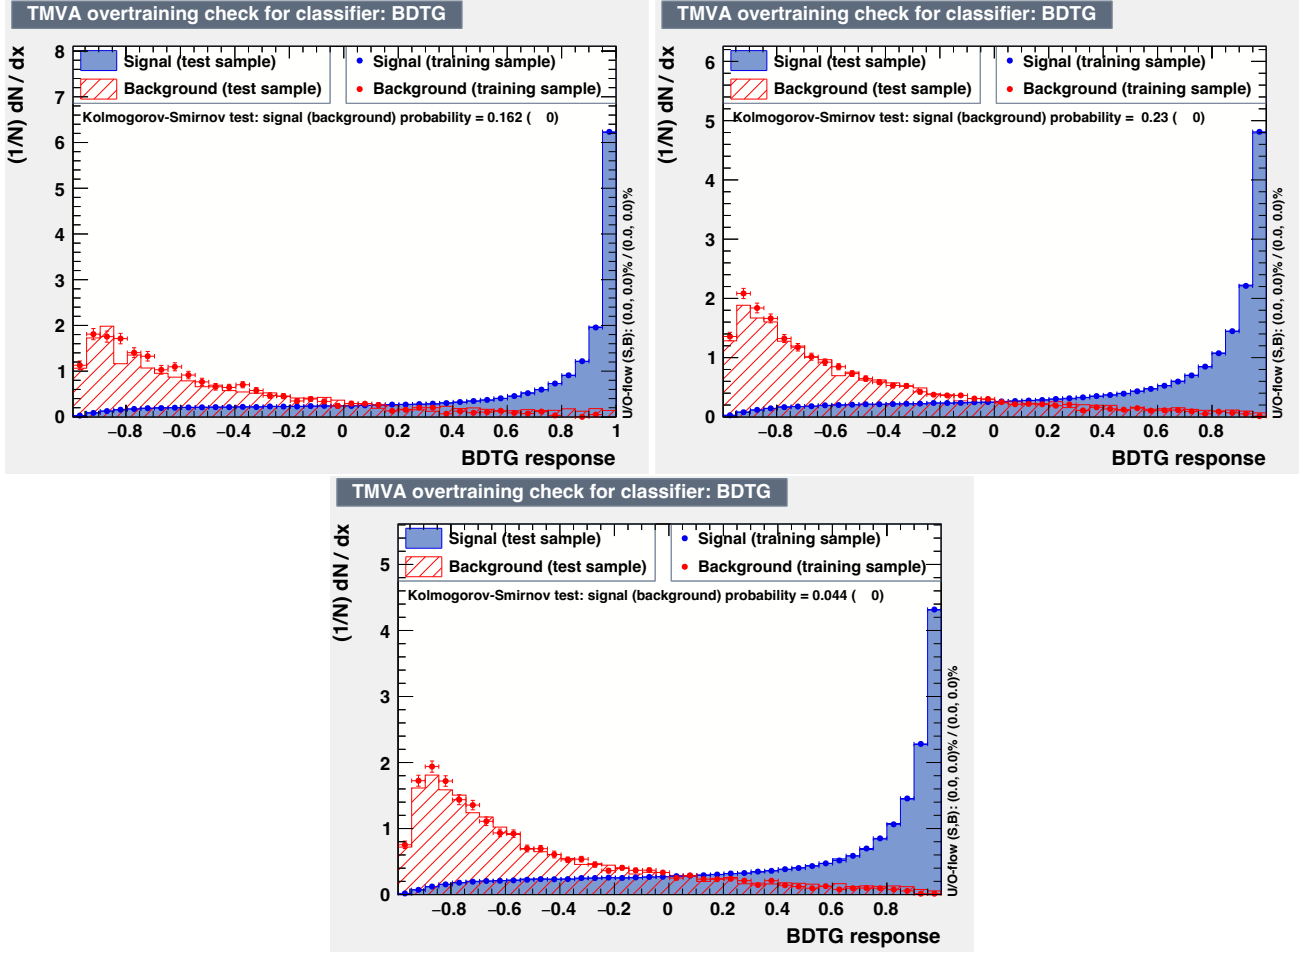 TMVA overtraining check for classifier: BDTG
Signal (test sample)
Background (test sample)
Signal (training sample)
Background (training sample)
Kolmogorov-Smirnov test: signal (background) probability = 0.162 ( 0)
(1/N) dN / dx
8
7
6
5
4
3
2
1
0
−0.8 −0.6 −0.4 −0.2 0 0.2 0.4 0.6 0.8 1
BDTG response
U/O-flow (S,B): (0.0, 0.0)% / (0.0, 0.0)%
TMVA overtraining check for classifier: BDTG
Signal (test sample)
Background (test sample)
Signal (training sample)
Background (training sample)
Kolmogorov-Smirnov test: signal (background) probability = 0.23 ( 0)
(1/N) dN / dx
6
5
4
3
2
1
0
−0.8 −0.6 −0.4 −0.2 0 0.2 0.4 0.6 0.8
BDTG response
U/O-flow (S,B): (0.0, 0.0)% / (0.0, 0.0)%
TMVA overtraining check for classifier: BDTG
Signal (test sample)
Background (test sample)
Signal (training sample)
Background (training sample)
Kolmogorov-Smirnov test: signal (background) probability = 0.044 ( 0)
(1/N) dN / dx
5
4
3
2
1
0
−0.8 −0.6 −0.4 −0.2 0 0.2 0.4 0.6 0.8
BDTG response
U/O-flow (S,B): (0.0, 0.0)% / (0.0, 0.0)%